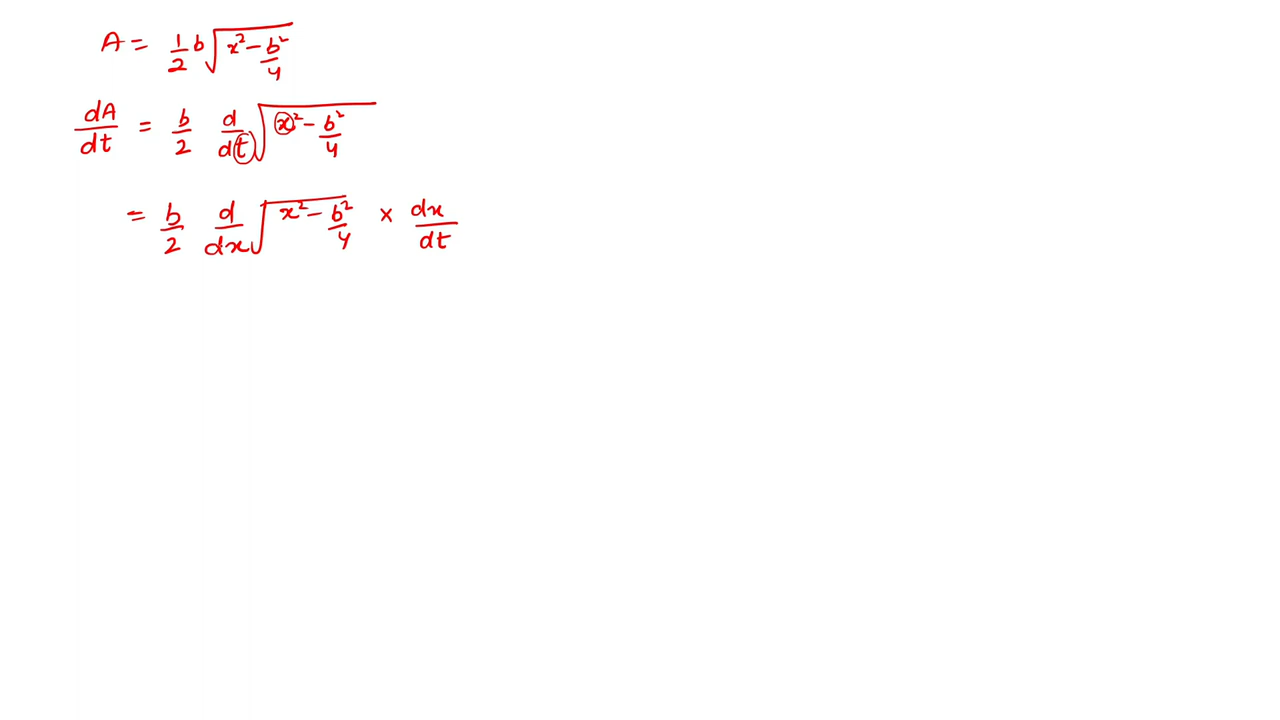 A = 1/2 b √(x² - b²/4)
dA/dt = b/2 d/dt √(x² - b²/4)
= b/2 d/dx √(x² - b²/4) × dx/dt